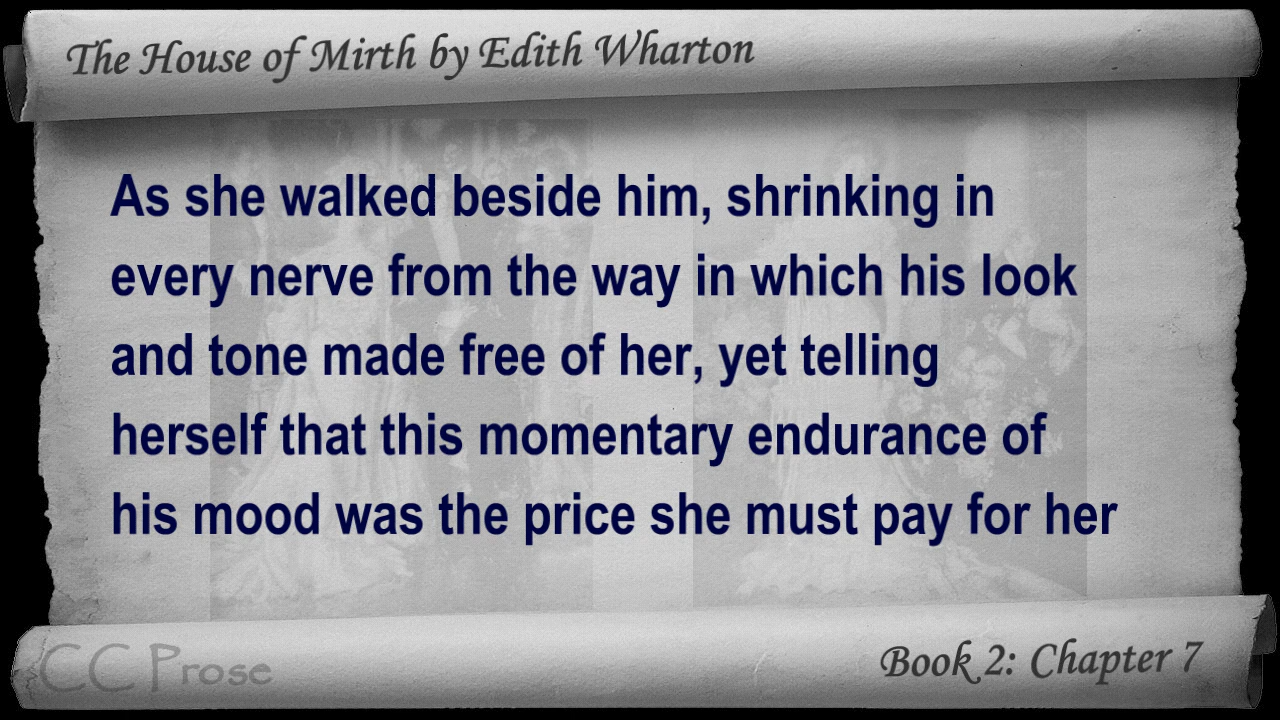 The House of Mirth by Edith Wharton
As she walked beside him, shrinking in
every nerve from the way in which his look
and tone made free of her, yet telling
herself that this momentary endurance of
his mood was the price she must pay for her
CC Prose
Book 2: Chapter 7